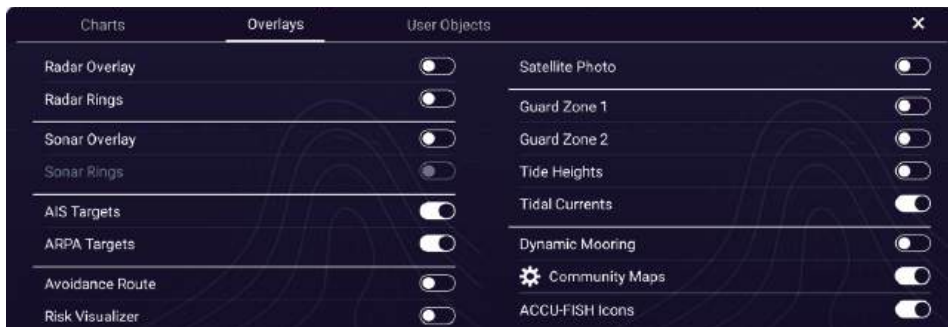 Charts Overlays User Objects
Radar Overlay
Radar Rings
Sonar Overlay
Sonar Rings
AIS Targets
ARPA Targets
Avoidance Route
Risk Visualizer
Satellite Photo
Guard Zone 1
Guard Zone 2
Tide Heights
Tidal Currents
Dynamic Mooring
Community Maps
ACCU-FISH Icons